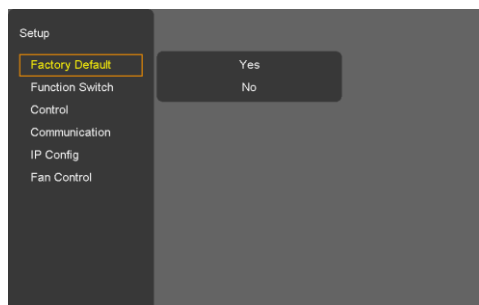 Setup
Factory Default
Yes
Function Switch
No
Control
Communication
IP Config
Fan Control